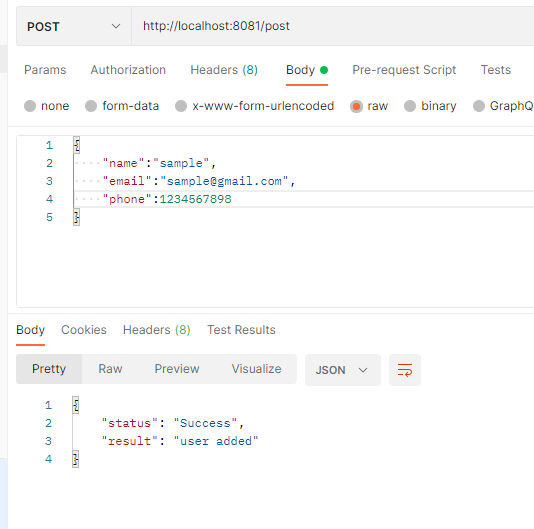 POST http://localhost:8081/post
Params Authorization Headers (8) Body Pre-request Script Tests
none form-data x-www-form-urlencoded raw binary GraphQ
1 {
2 "name":"sample",
3 "email":"sample@gmail.com",
4 "phone":1234567898
5 }
Body Cookies Headers (8) Test Results
Pretty Raw Preview Visualize JSON
1 {
2 "status": "Success",
3 "result": "user added"
4 }